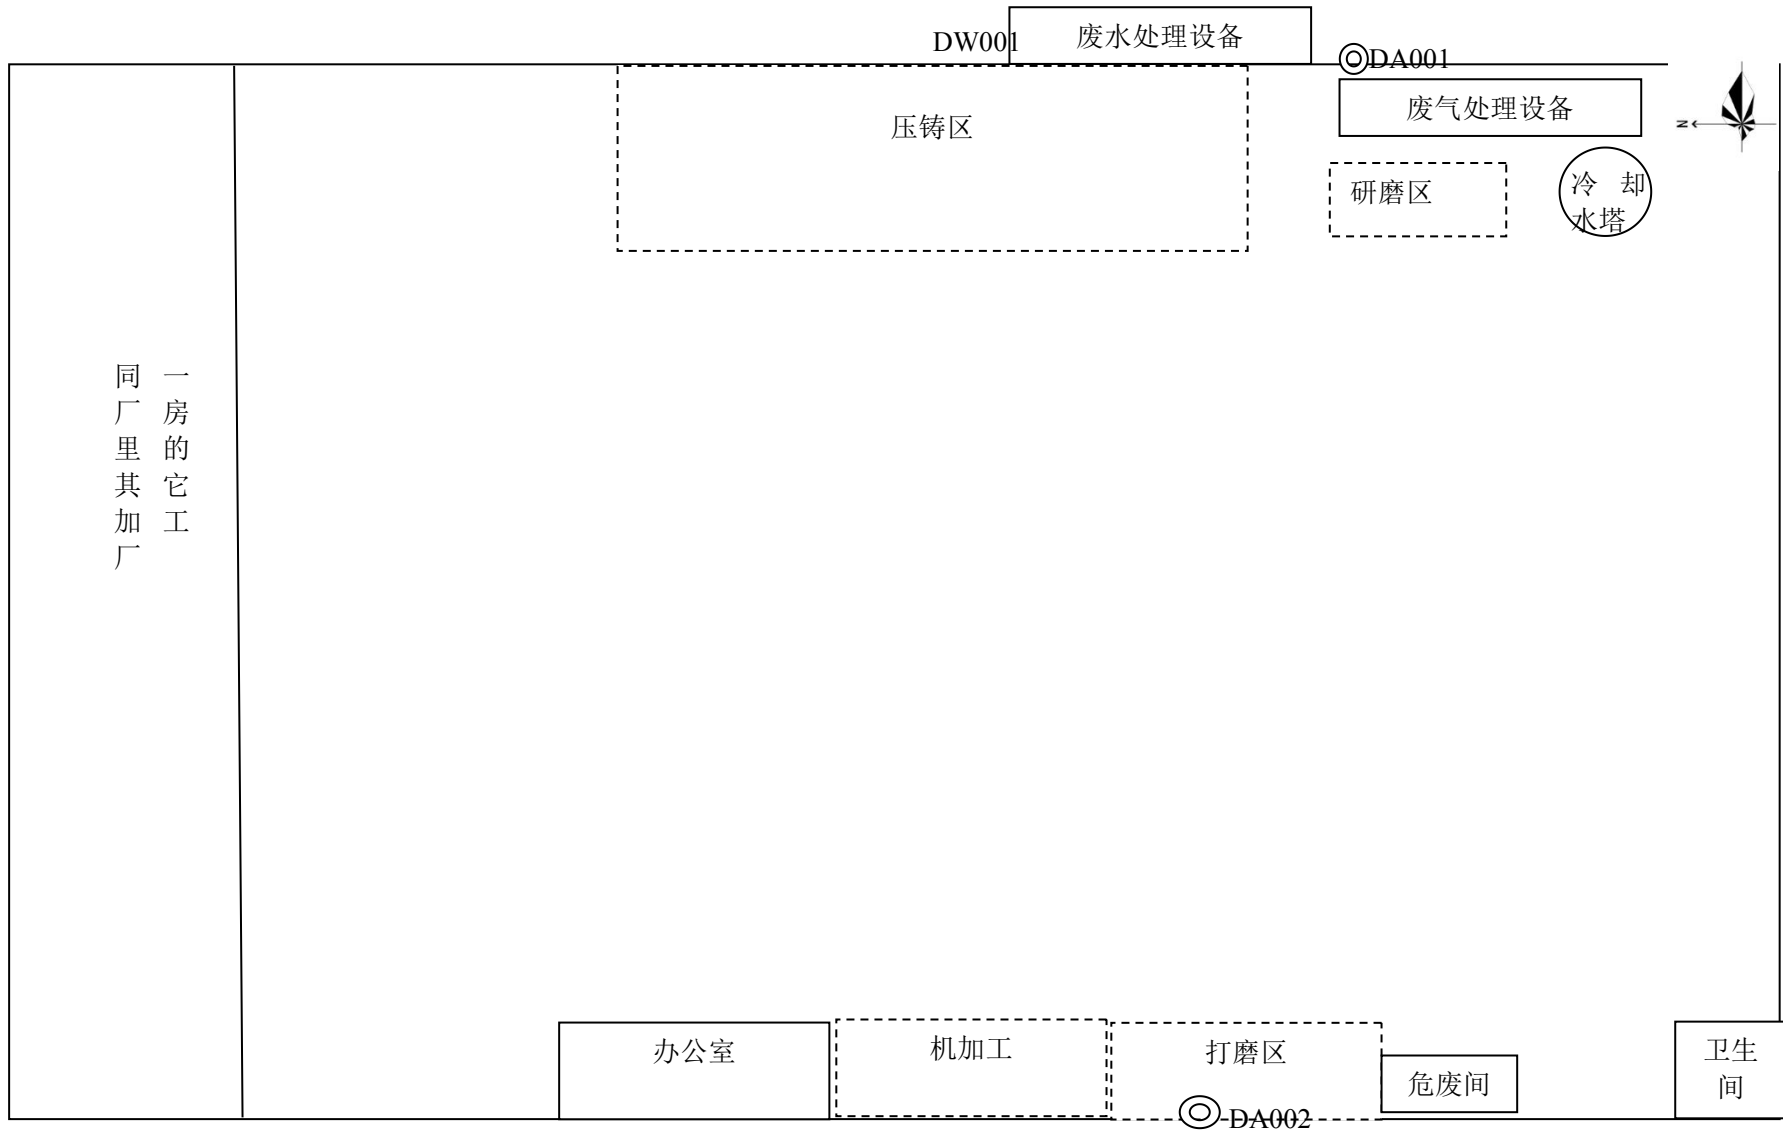 DW001
废水处理设备
DA001
废气处理设备
N
压铸区
研磨区
冷却
水塔
同一
厂房
里的
其它
加工
厂
办公室
机加工
打磨区
危废间
卫生
间
DA002